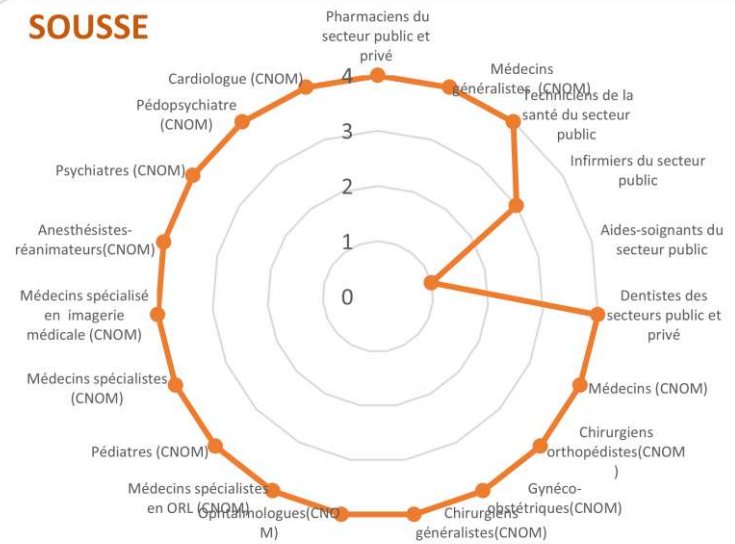 SOUSSE
Pharmaciens du
secteur public et
privé
Médecins
généralistes (CNOM)
Techniciens de la
santé du secteur
public
Infirmiers du secteur
public
Aides-soignants du
secteur public
Dentistes des
secteurs public et
privé
Médecins (CNOM)
Chirurgiens
orthopédistes(CNOM
)
Gynéco-
obstétriques(CNOM)
Chirurgiens
généralistes(CNOM)
Ophtalmologues(CNO
M)
Médecins spécialistes
en ORL (CNOM)
Pédiatres (CNOM)
Médecins spécialistes
(CNOM)
Médecins spécialisé
en imagerie
médicale (CNOM)
Anesthésistes-
réanimateurs(CNOM)
Psychiatres (CNOM)
Pédopsychiatre
(CNOM)
Cardiologue (CNOM)
4
3
2
1
0